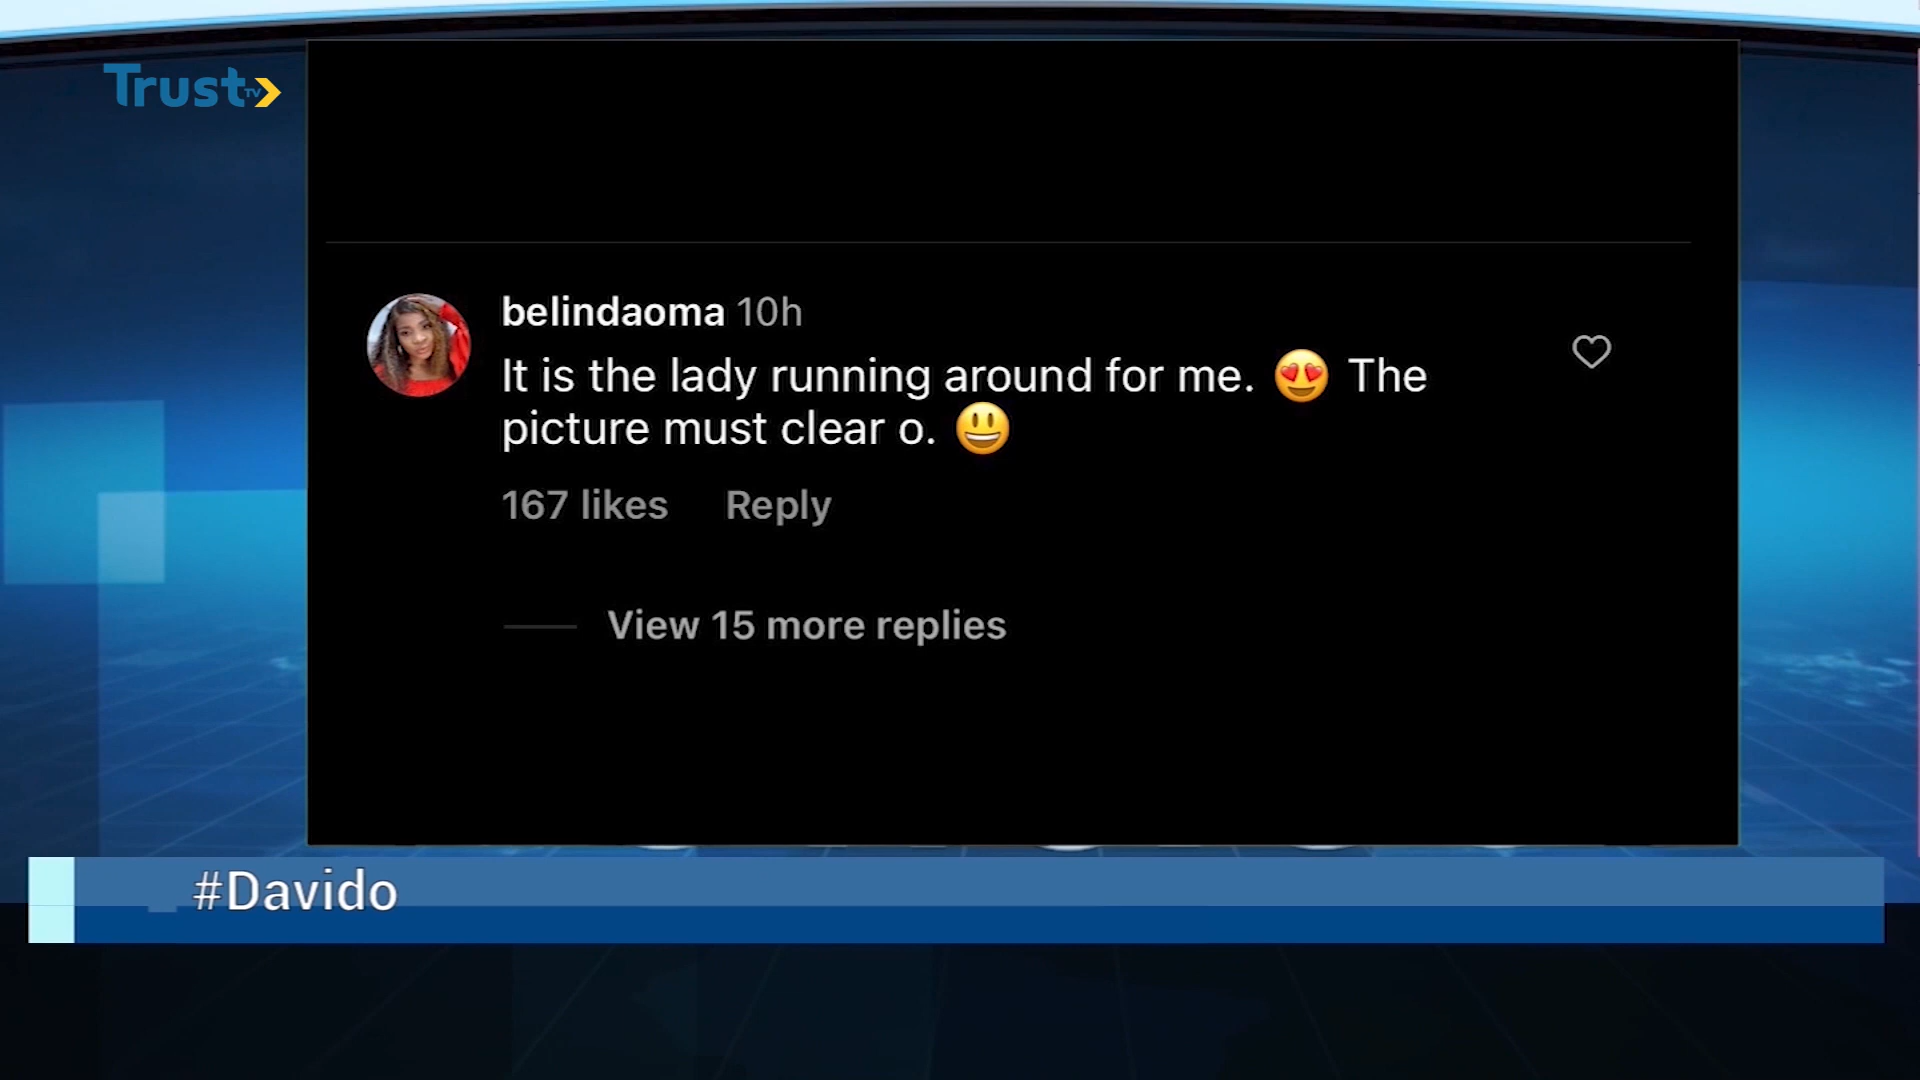 Trust TV
belindaoma 10h
It is the lady running around for me. 😍 The
picture must clear o. 😃
167 likes Reply
View 15 more replies
#Davido